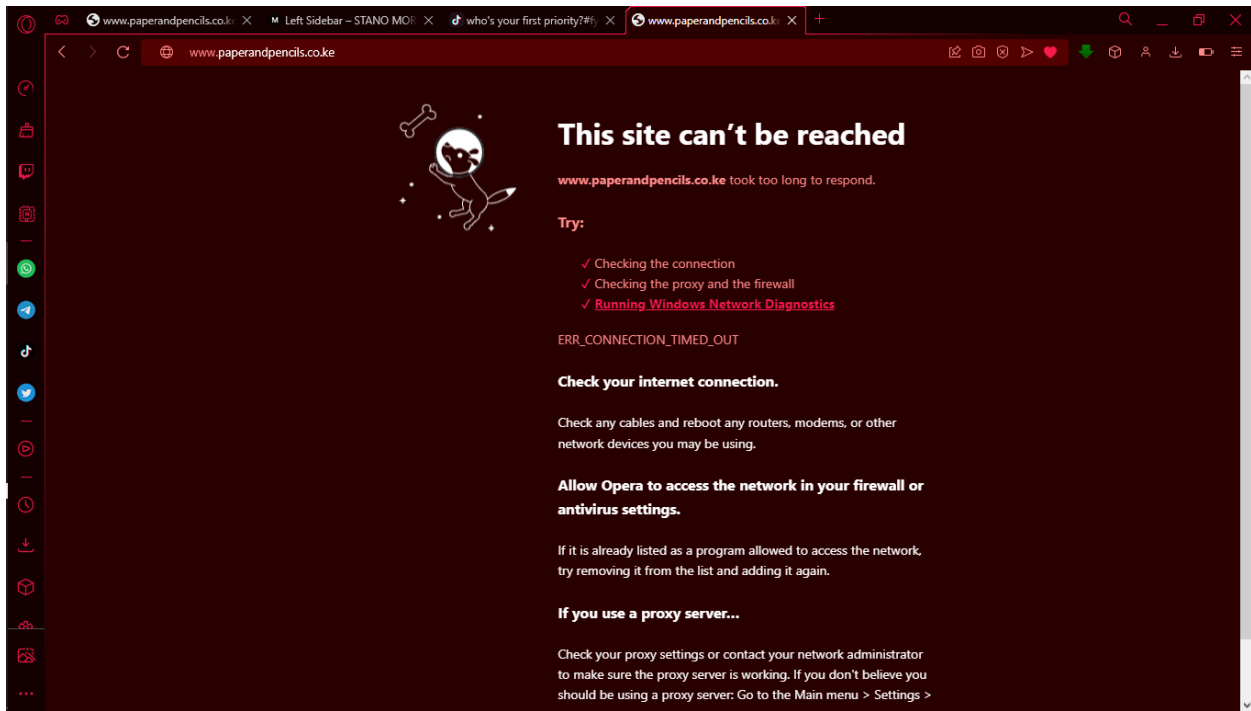 www.paperandpencils.co.ke
Left Sidebar – STANO MOR
who's your first priority?#fy
www.paperandpencils.co.ke
www.paperandpencils.co.ke
This site can’t be reached
www.paperandpencils.co.ke took too long to respond.
Try:
Checking the connection
Checking the proxy and the firewall
Running Windows Network Diagnostics
ERR_CONNECTION_TIMED_OUT
Check your internet connection.
Check any cables and reboot any routers, modems, or other
network devices you may be using.
Allow Opera to access the network in your firewall or
antivirus settings.
If it is already listed as a program allowed to access the network,
try removing it from the list and adding it again.
If you use a proxy server...
Check your proxy settings or contact your network administrator
to make sure the proxy server is working. If you don't believe you
should be using a proxy server: Go to the Main menu > Settings >